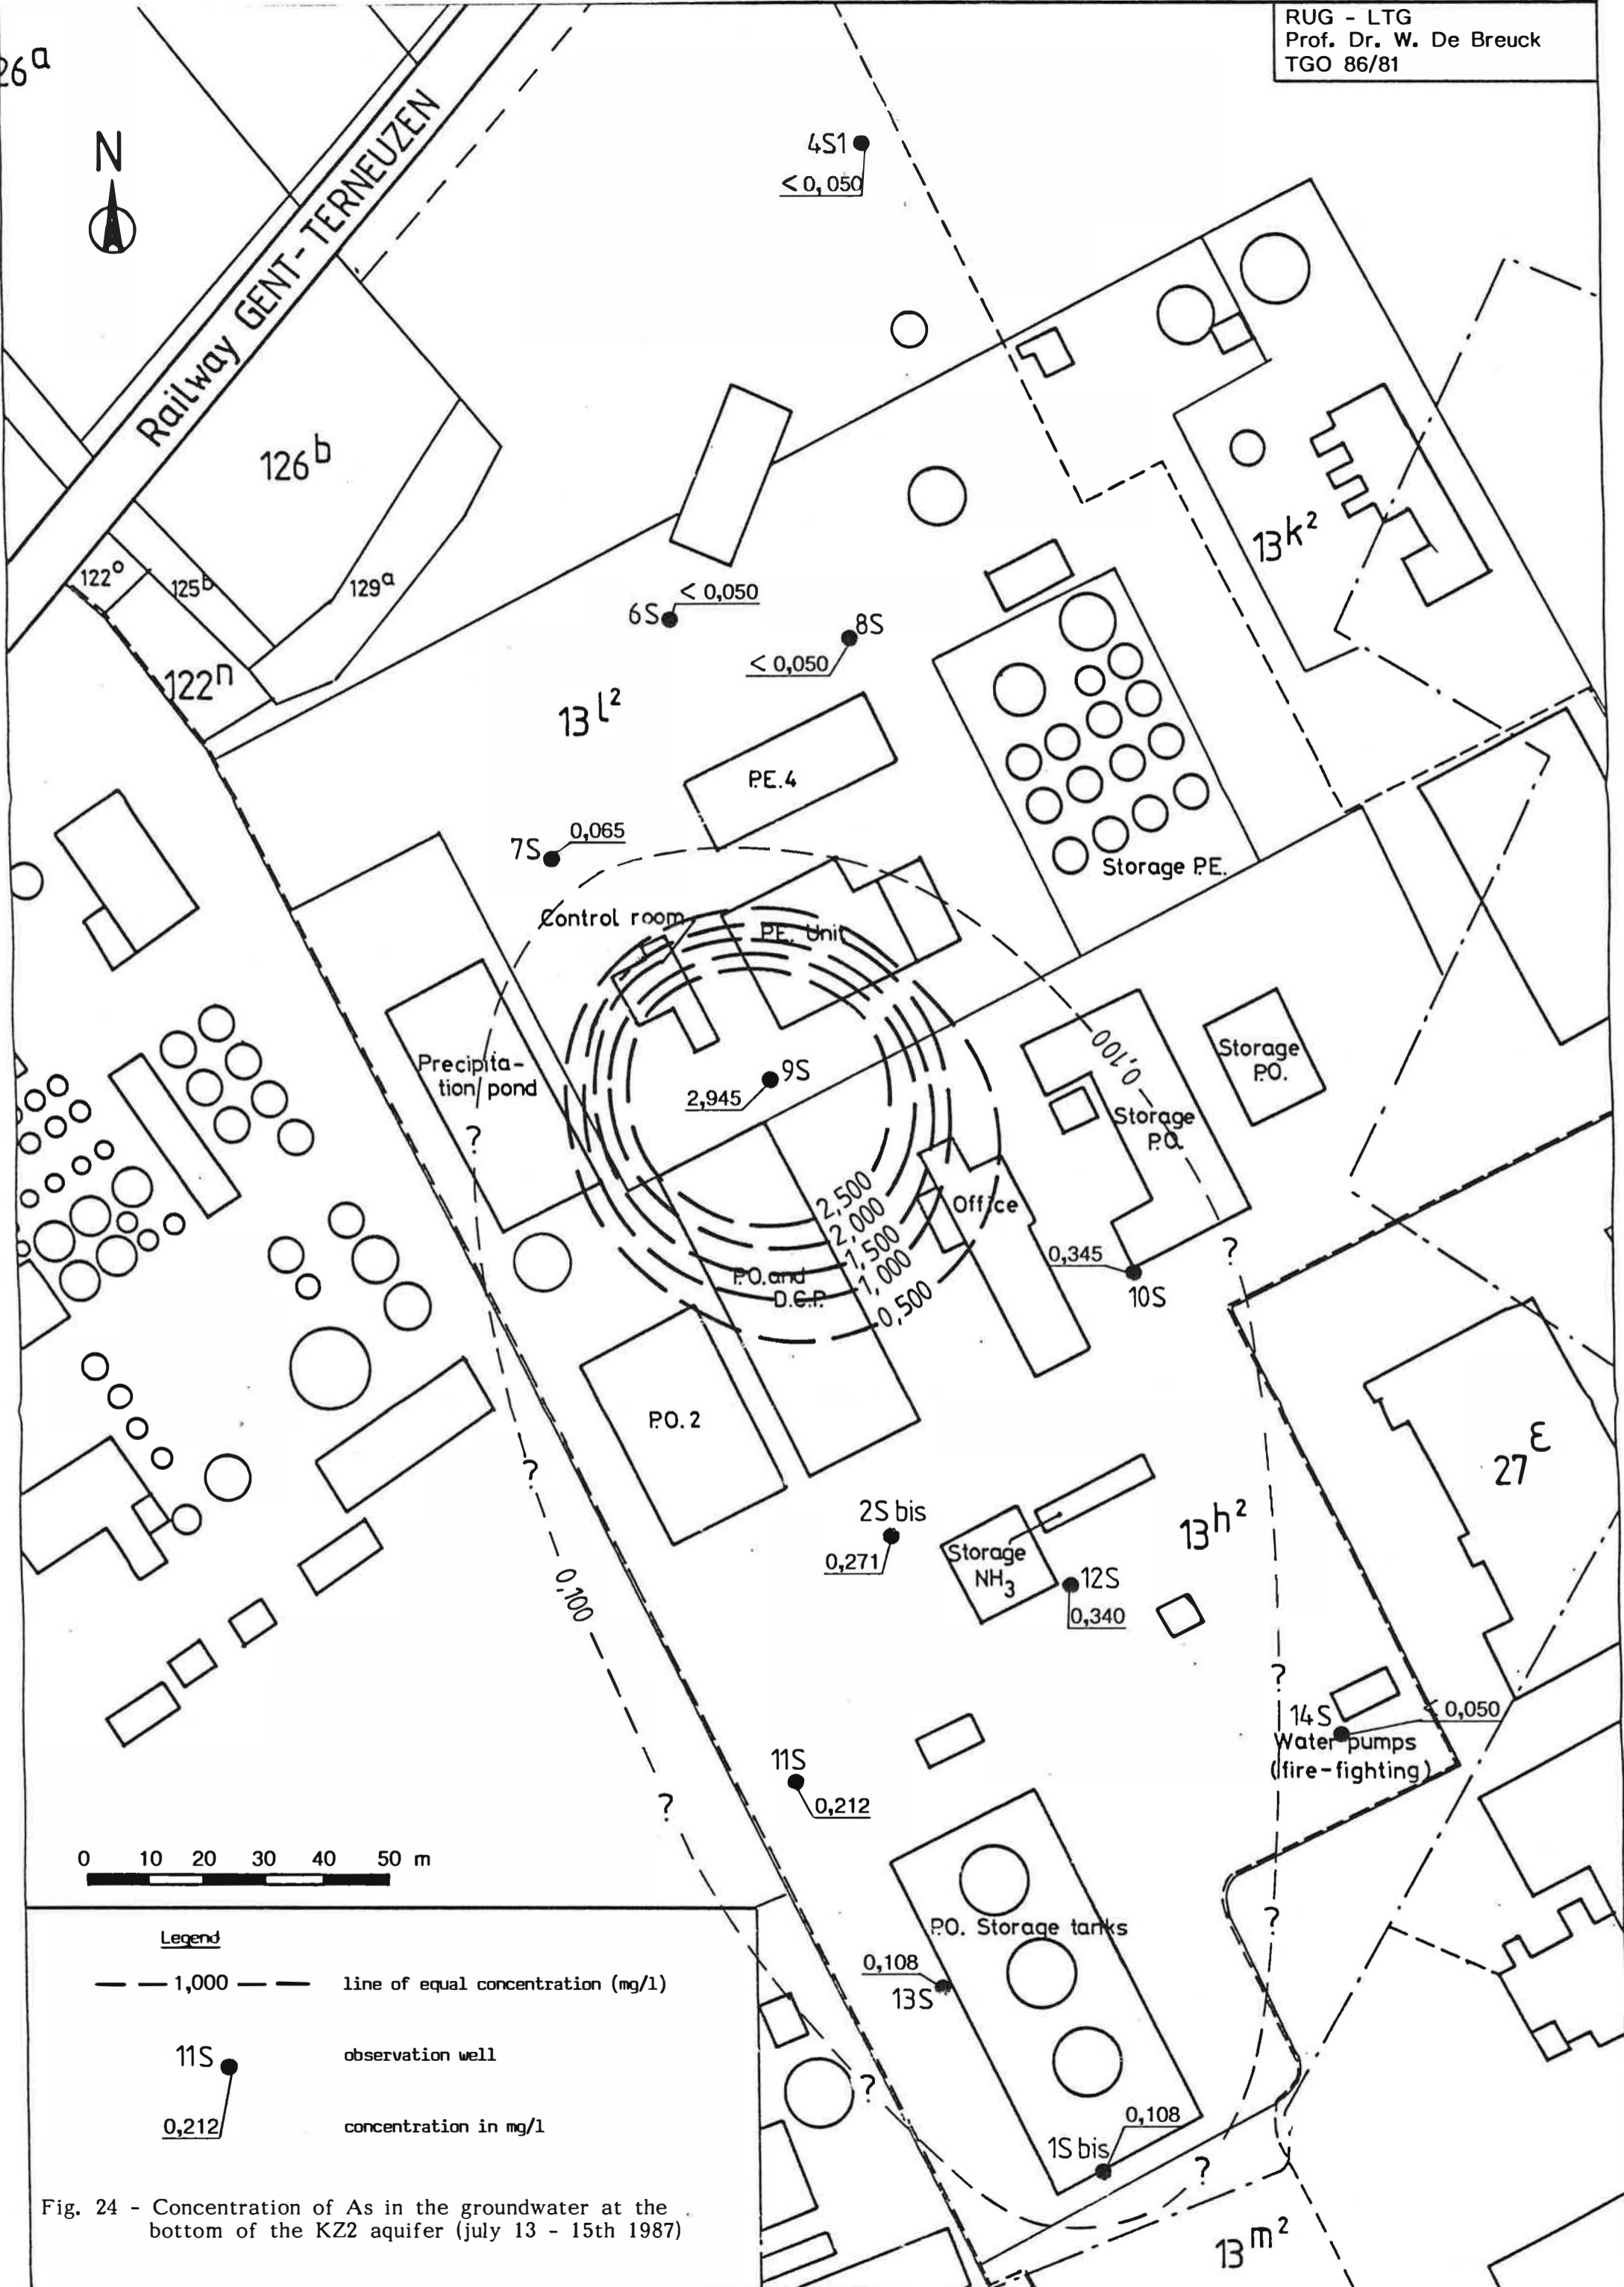 RUG - LTG
Prof. Dr. W. De Breuck
TGO 86/81
26a
N
Railway GENT-TERNEUZEN
4S1
< 0,050
126b
13k²
122o
125b
129a
6S
< 0,050
8S
< 0,050
122n
13l²
P.E.4
7S
0,065
Storage P.E.
Control room
P.E. Unit
Precipita-
tion pond
9S
2,945
0,100
Storage
P.O.
Storage
P.O.
?
2,500
2,000
1,500
1,000
0,500
Office
?
0,345
10S
P.O. and
D.C.P.
P.O.2
?
27E
2S bis
0,271
Storage
NH3
13h²
12S
0,340
0,100
?
14S
< 0,050
Water pumps
(fire-fighting)
11S
0,212
?
0 10 20 30 40 50 m
P.O. Storage tanks
?
0,108
13S
?
0,108
1S bis
?
13m²
Legend
1,000 line of equal concentration (mg/l)
11S observation well
0,212 concentration in mg/l
Fig. 24 - Concentration of As in the groundwater at the
bottom of the KZ2 aquifer (july 13 - 15th 1987)